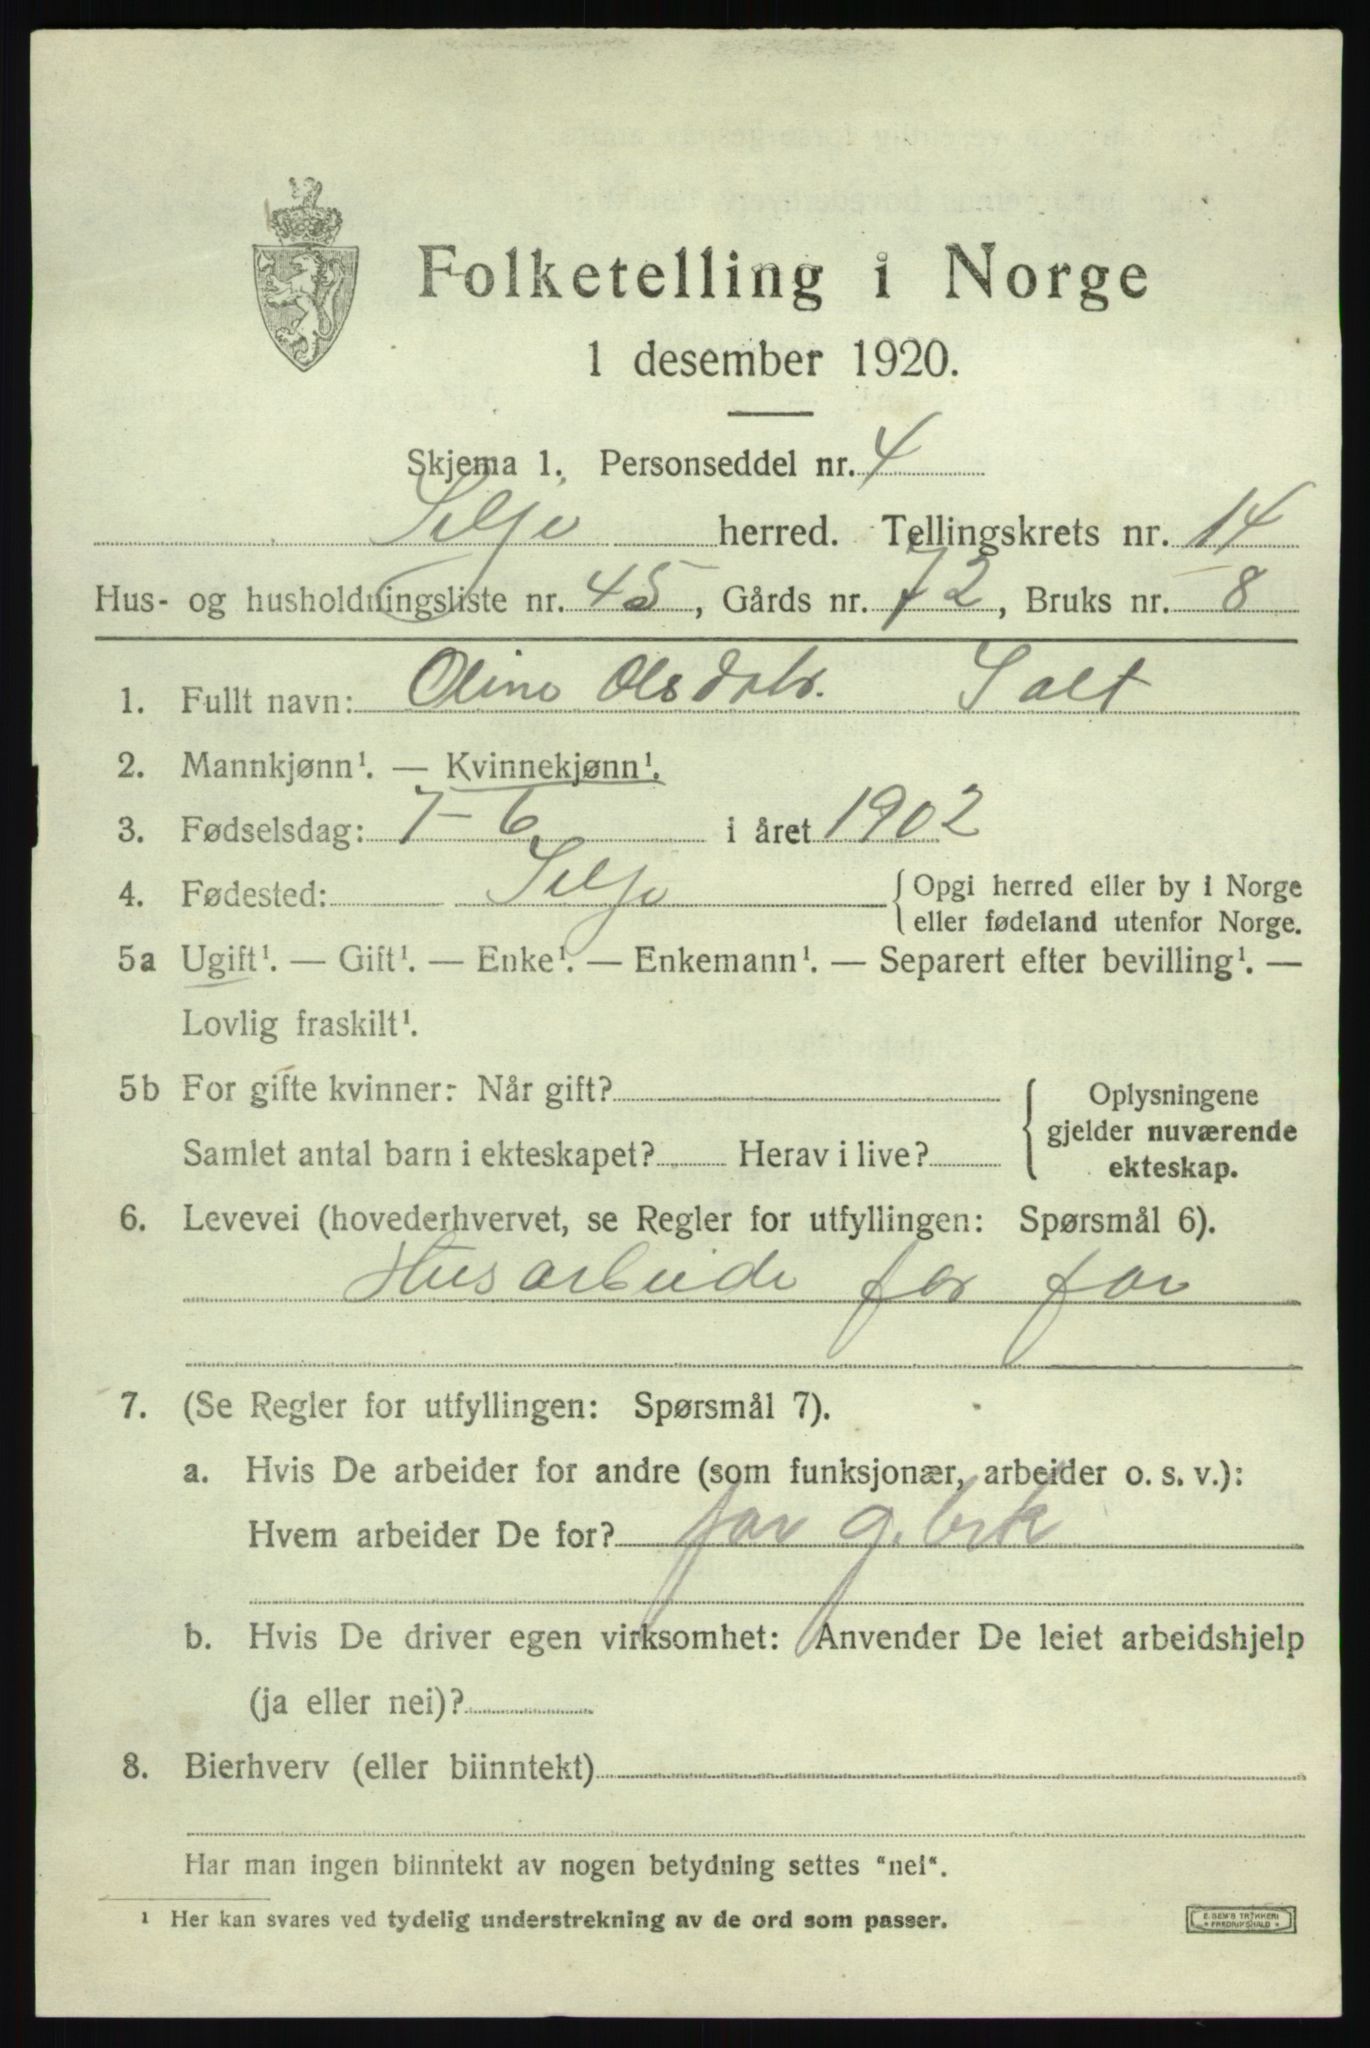 Folketelling i Norge
1 desember 1920.
Skjema 1. Personseddel nr. 4
Selje herred. Tellingskrets nr. 14
Hus- og husholdningsliste nr. 45, Gårds nr. 72, Bruks nr. 8
1. Fullt navn: Oline Olsdatr. Salt
2. Mannkjønn¹. — Kvinnekjønn¹.
3. Fødselsdag: 7-6 i året 1902
4. Fødested: Selje { Opgi herred eller by i Norge
eller fødeland utenfor Norge.
5a Ugift¹. — Gift¹. — Enke¹. — Enkemann¹. — Separert efter bevilling¹. —
Lovlig fraskilt¹.
5b For gifte kvinner: Når gift?
Samlet antal barn i ekteskapet? Herav i live?
Oplysningene
gjelder nuværende
ekteskap.
6. Levevei (hovederhvervet, se Regler for utfyllingen: Spørsmål 6).
Husarbeide for far
7. (Se Regler for utfyllingen: Spørsmål 7).
a. Hvis De arbeider for andre (som funksjonær, arbeider o. s. v.):
Hvem arbeider De for? far g.brk
b. Hvis De driver egen virksomhet: Anvender De leiet arbeidshjelp
(ja eller nei)?
8. Bierhverv (eller biinntekt)
Har man ingen biinntekt av nogen betydning settes "nei".
¹ Her kan svares ved tydelig understrekning av de ord som passer.
E. SEM'S TRYKKERI
* FREDRIKSHALD *